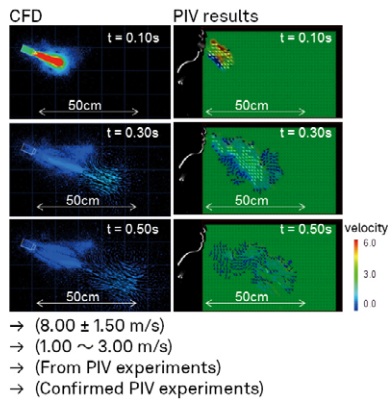 CFD PIV results
t = 0.10s t = 0.10s
50cm 50cm
t = 0.30s t = 0.30s
50cm 50cm
t = 0.50s t = 0.50s
50cm 50cm
velocity
6.0
3.0
0.0
→ (8.00 ± 1.50 m/s)
→ (1.00 ～ 3.00 m/s)
→ (From PIV experiments)
→ (Confirmed PIV experiments)